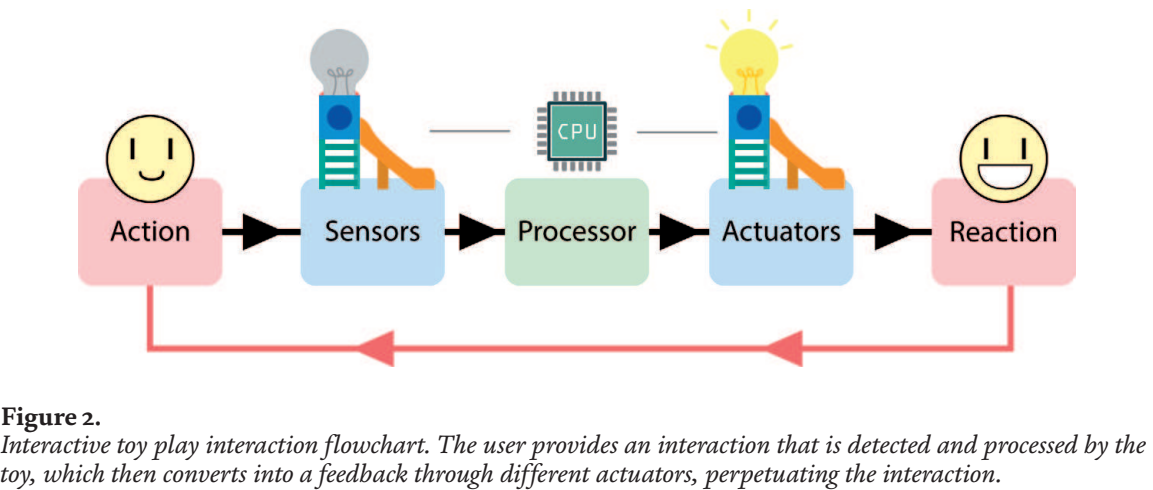 CPU
Action
Sensors
Processor
Actuators
Reaction
Figure 2.
Interactive toy play interaction flowchart. The user provides an interaction that is detected and processed by the
toy, which then converts into a feedback through different actuators, perpetuating the interaction.